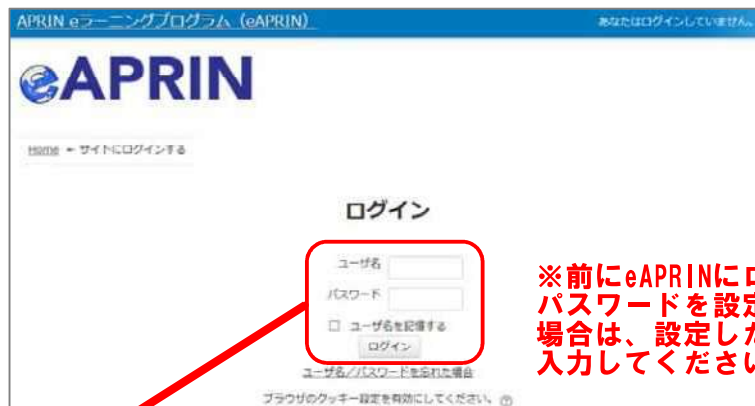 APRIN eラーニングプログラム（eAPRIN）
あなたはログインしていません。
eAPRIN
Home ► サイトにログインする
ログイン
ユーザ名
パスワード
ユーザ名を記憶する
ログイン
ユーザ名／パスワードを忘れた場合
ブラウザのクッキー設定を有効にしてください。
※前にeAPRINにロ
パスワードを設定
場合は、設定した
入力してください